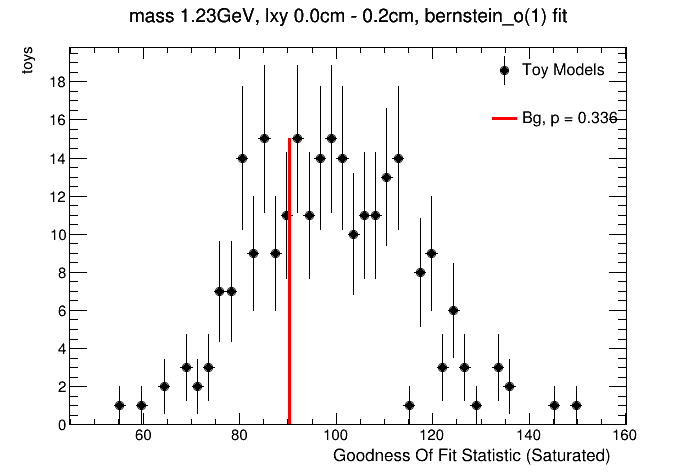 mass 1.23GeV, lxy 0.0cm - 0.2cm, bernstein_o(1) fit
toys
Toy Models
Bg, p = 0.336
18
16
14
12
10
8
6
4
2
0
60 80 100 120 140 160
Goodness Of Fit Statistic (Saturated)